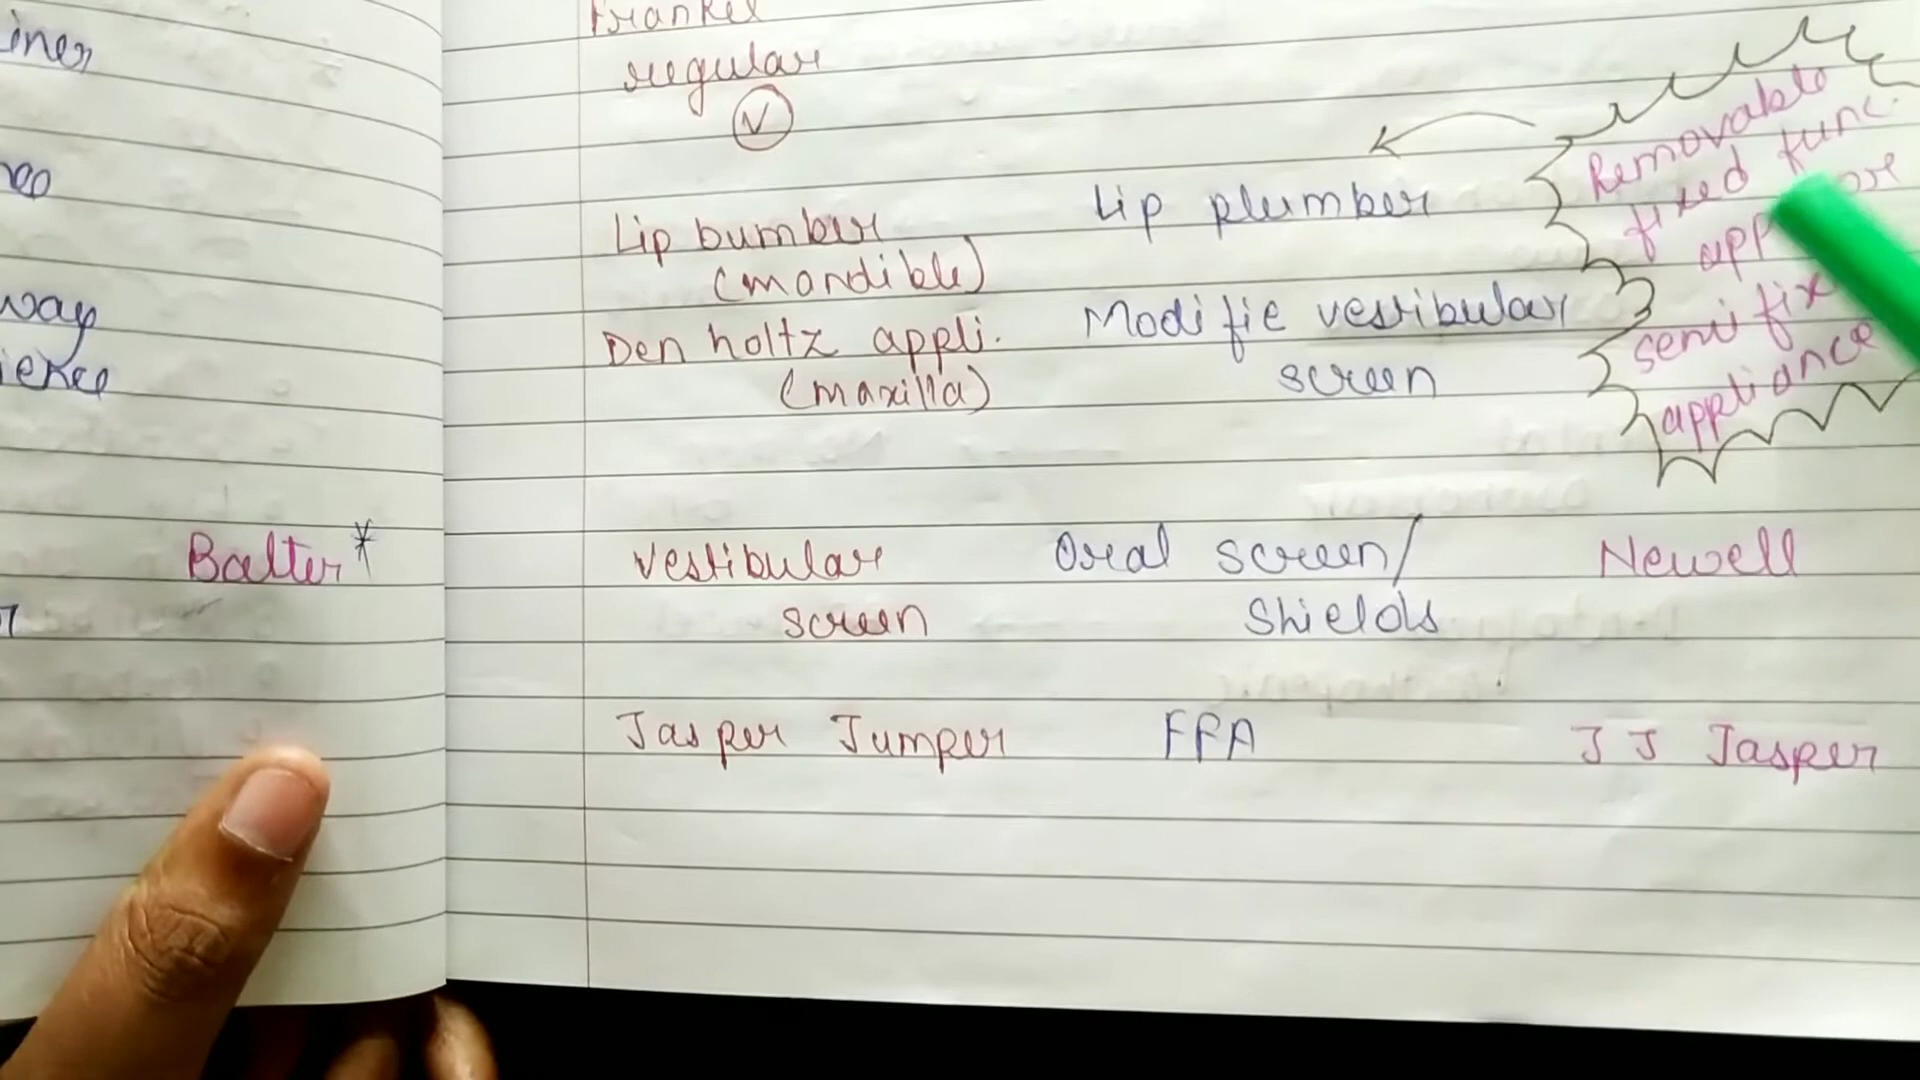 Frankel
regular
Lip bumber
(mandible)
Lip plumber
Removable
fixed func.
semi fix
appliance
Den holtz appli.
(maxilla)
Modifie vestibular
screen
Balter*
Vestibular
screen
Oral screen/
Shields
Newell
Jasper Jumper
FFA
J J Jasper
way